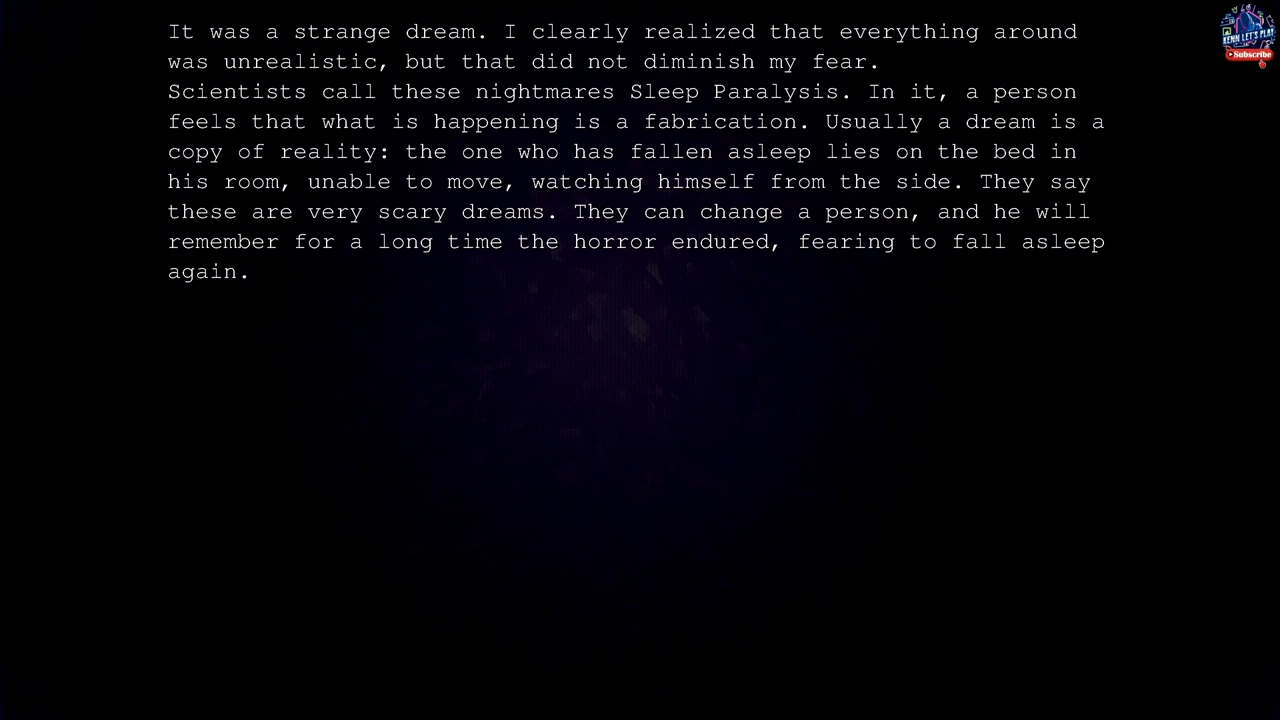 It was a strange dream. I clearly realized that everything around
was unrealistic, but that did not diminish my fear.
Scientists call these nightmares Sleep Paralysis. In it, a person
feels that what is happening is a fabrication. Usually a dream is a
copy of reality: the one who has fallen asleep lies on the bed in
his room, unable to move, watching himself from the side. They say
these are very scary dreams. They can change a person, and he will
remember for a long time the horror endured, fearing to fall asleep
again.
KENN LET'S PLAY
Subscribe